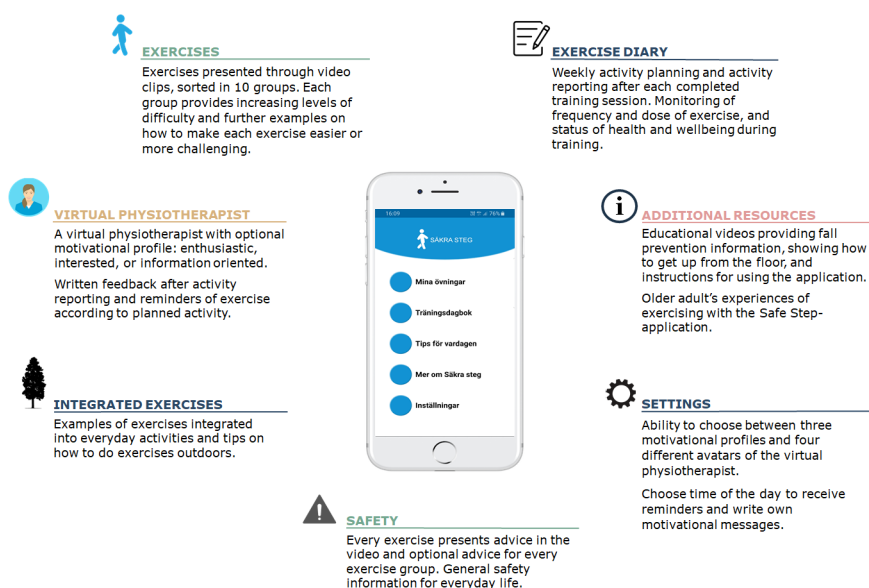 EXERCISES
Exercises presented through video
clips, sorted in 10 groups. Each
group provides increasing levels of
difficulty and further examples on
how to make each exercise easier or
more challenging.
EXERCISE DIARY
Weekly activity planning and activity
reporting after each completed
training session. Monitoring of
frequency and dose of exercise, and
status of health and wellbeing during
training.
VIRTUAL PHYSIOTHERAPIST
A virtual physiotherapist with optional
motivational profile: enthusiastic,
interested, or information oriented.
Written feedback after activity
reporting and reminders of exercise
according to planned activity.
16:09
76%
SÄKRA STEG
Mina övningar
Träningsdagbok
Tips för vardagen
Mer om Säkra steg
Inställningar
i
ADDITIONAL RESOURCES
Educational videos providing fall
prevention information, showing how
to get up from the floor, and
instructions for using the application.
Older adult's experiences of
exercising with the Safe Step-
application.
INTEGRATED EXERCISES
Examples of exercises integrated
into everyday activities and tips on
how to do exercises outdoors.
SETTINGS
Ability to choose between three
motivational profiles and four
different avatars of the virtual
physiotherapist.
Choose time of the day to receive
reminders and write own
motivational messages.
SAFETY
Every exercise presents advice in the
video and optional advice for every
exercise group. General safety
information for everyday life.